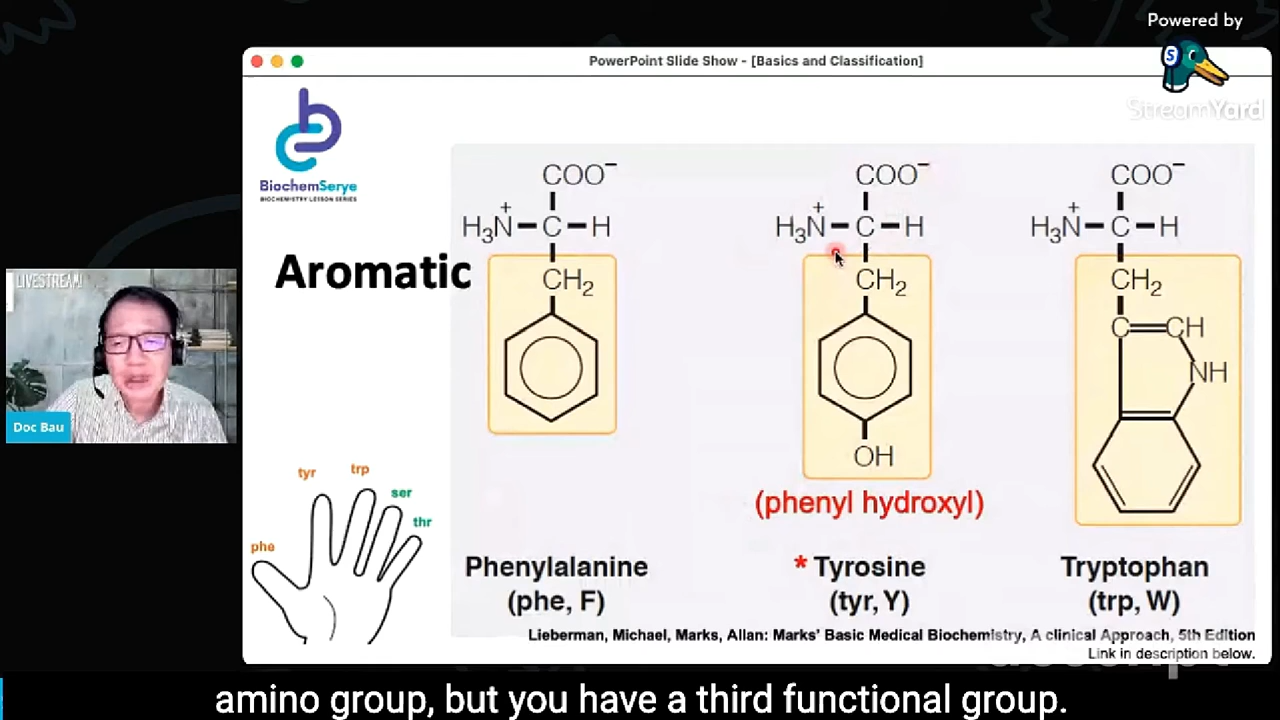 Powered by
StreamYard
PowerPoint Slide Show - [Basics and Classification]
BiochemSerye
BIOCHEMISTRY LESSON SERIES
Aromatic
COO⁻
H₃N⁺—C—H
CH₂
COO⁻
H₃N⁺—C—H
CH₂
OH
(phenyl hydroxyl)
COO⁻
H₃N⁺—C—H
CH₂
C=CH
NH
LIVESTREAM!
Doc Bau
tyr
trp
ser
thr
phe
Phenylalanine
(phe, F)
* Tyrosine
(tyr, Y)
Tryptophan
(trp, W)
Lieberman, Michael, Marks, Allan: Marks' Basic Medical Biochemistry, A clinical Approach, 5th Edition
Link in description below.
amino group, but you have a third functional group.